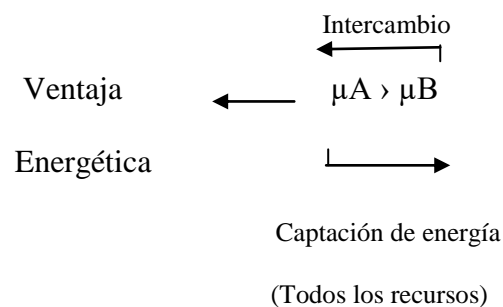 Intercambio
Ventaja µA › µB
Energética
Captación de energía
(Todos los recursos)